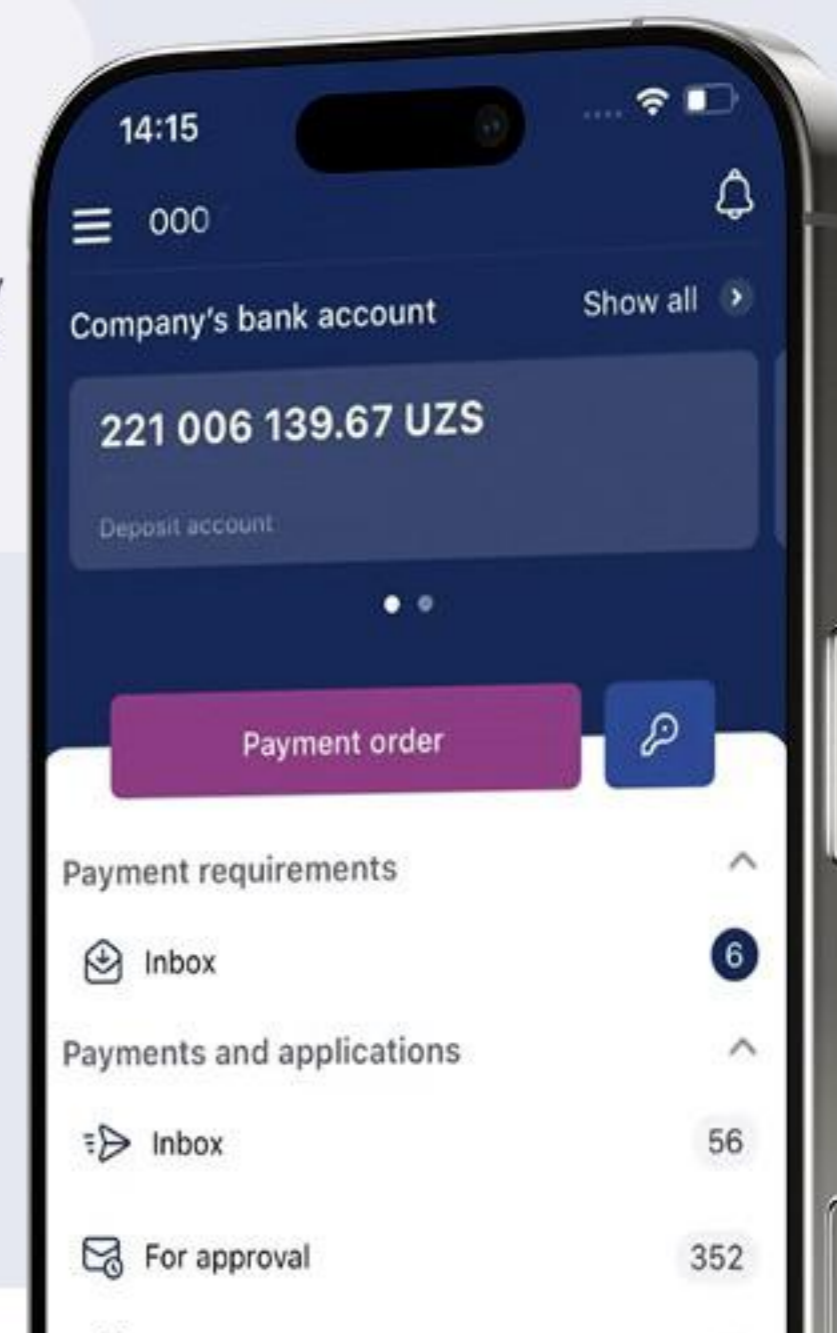 14:15
000
Company's bank account
Show all
221 006 139.67 UZS
Deposit account
Payment order
Payment requirements
Inbox
6
Payments and applications
Inbox
56
For approval
352